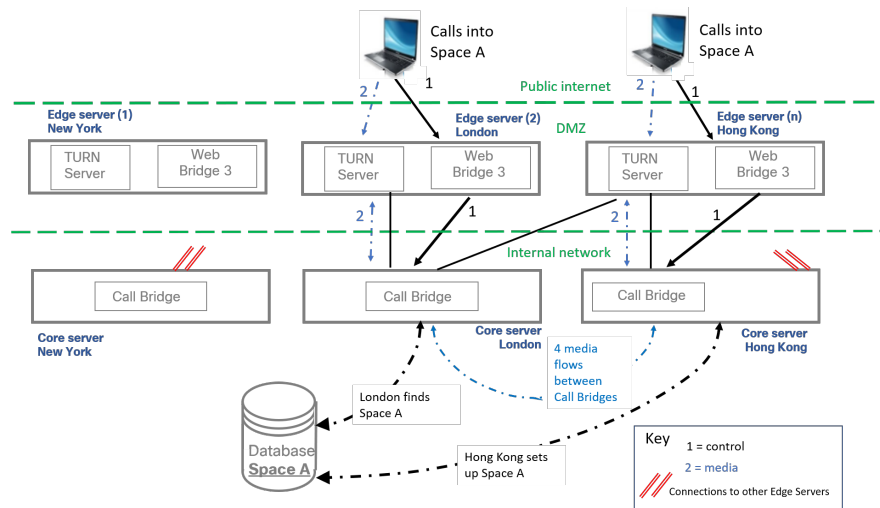 Calls into
Space A
Calls into
Space A
2
1
2
1
Public internet
Edge server (1)
New York
Edge server (2)
London
DMZ
Edge server (n)
Hong Kong
TURN
Server
Web
Bridge 3
TURN
Server
Web
Bridge 3
TURN
Server
Web
Bridge 3
2
1
2
1
Internal network
Call Bridge
Call Bridge
Call Bridge
Core server
New York
Core server
London
Core server
Hong Kong
4 media
flows
between
Call Bridges
London finds
Space A
Database
Space A
Hong Kong sets
up Space A
Key
1 = control
2 = media
Connections to other Edge Servers